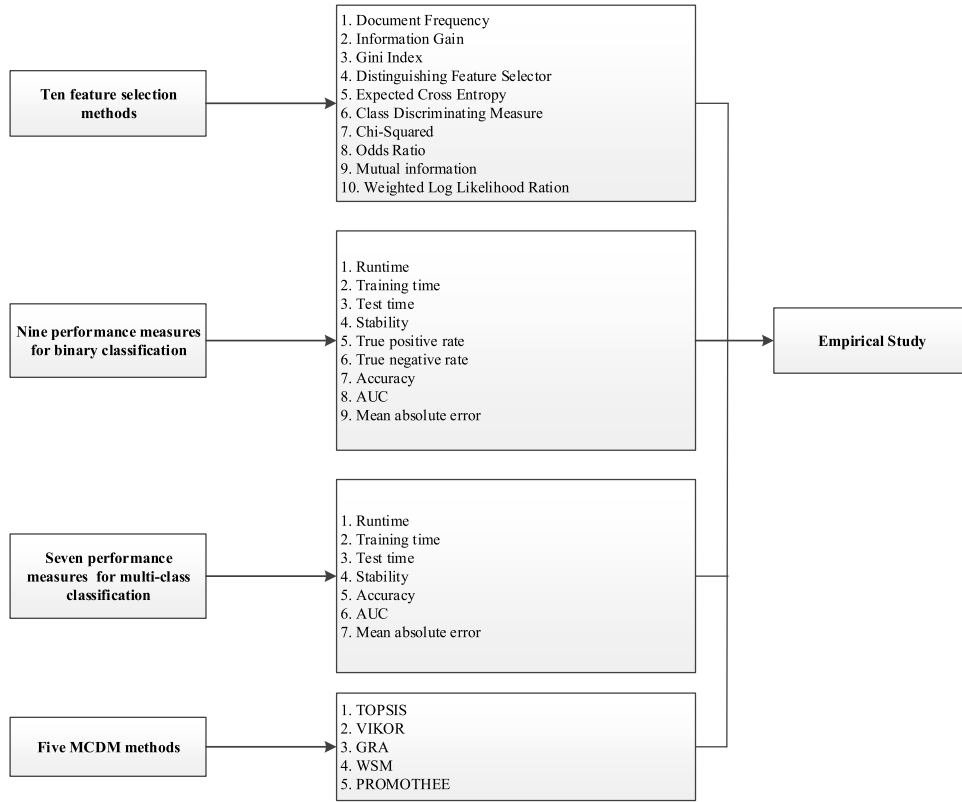 Ten feature selection
methods
1. Document Frequency
2. Information Gain
3. Gini Index
4. Distinguishing Feature Selector
5. Expected Cross Entropy
6. Class Discriminating Measure
7. Chi-Squared
8. Odds Ratio
9. Mutual information
10. Weighted Log Likelihood Ration
Nine performance measures
for binary classification
1. Runtime
2. Training time
3. Test time
4. Stability
5. True positive rate
6. True negative rate
7. Accuracy
8. AUC
9. Mean absolute error
Seven performance
measures for multi-class
classification
1. Runtime
2. Training time
3. Test time
4. Stability
5. Accuracy
6. AUC
7. Mean absolute error
Five MCDM methods
1. TOPSIS
2. VIKOR
3. GRA
4. WSM
5. PROMOTHEE
Empirical Study